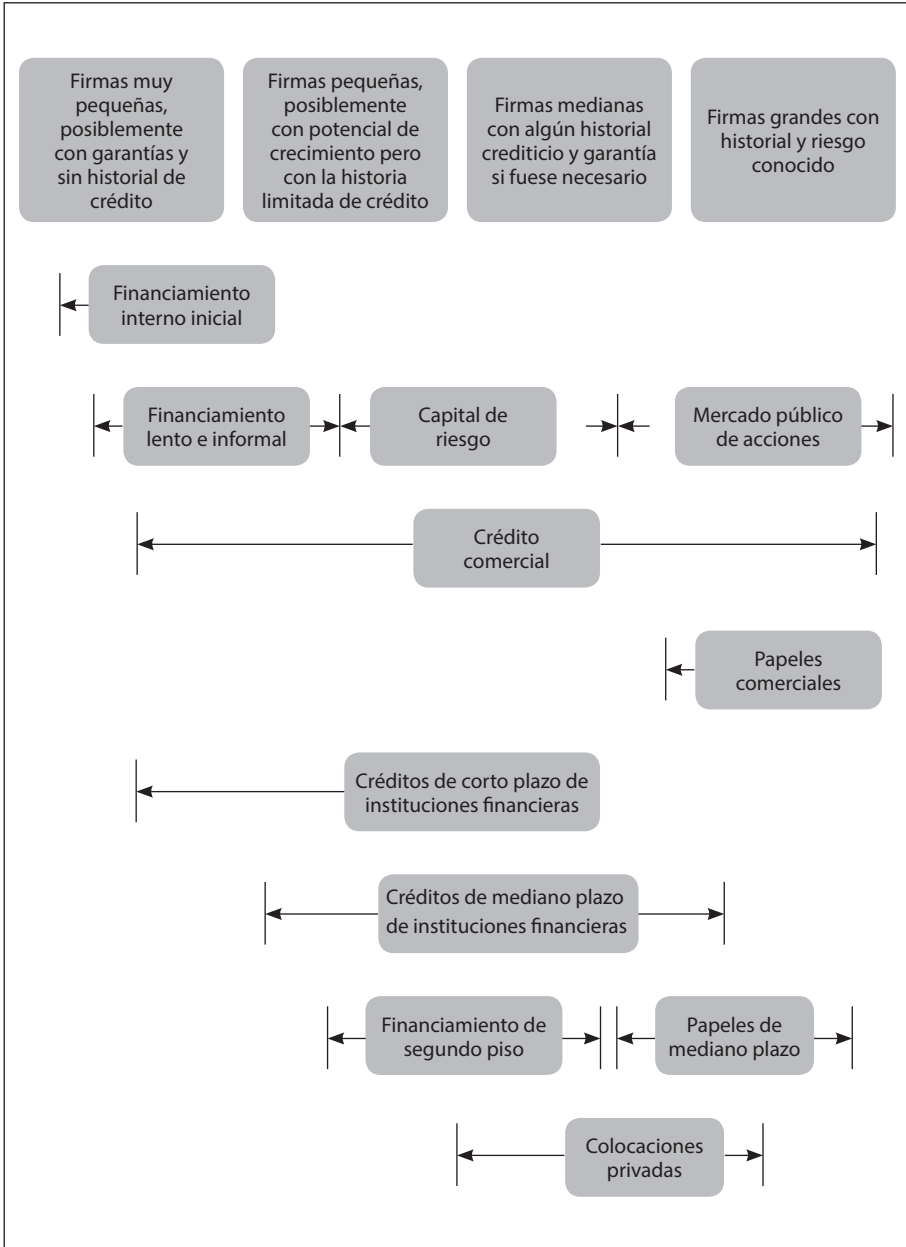 Firmas muy
pequeñas,
posiblemente
con garantías y
sin historial de
crédito
Firmas pequeñas,
posiblemente
con potencial de
crecimiento pero
con la historia
limitada de crédito
Firmas medianas
con algún historial
crediticio y garantía
si fuese necesario
Firmas grandes con
historial y riesgo
conocido
Financiamiento
interno inicial
Financiamiento
lento e informal
Capital de
riesgo
Mercado público
de acciones
Crédito
comercial
Papeles
comerciales
Créditos de corto plazo de
instituciones financieras
Créditos de mediano plazo
de instituciones financieras
Financiamiento de
segundo piso
Papeles de
mediano plazo
Colocaciones
privadas